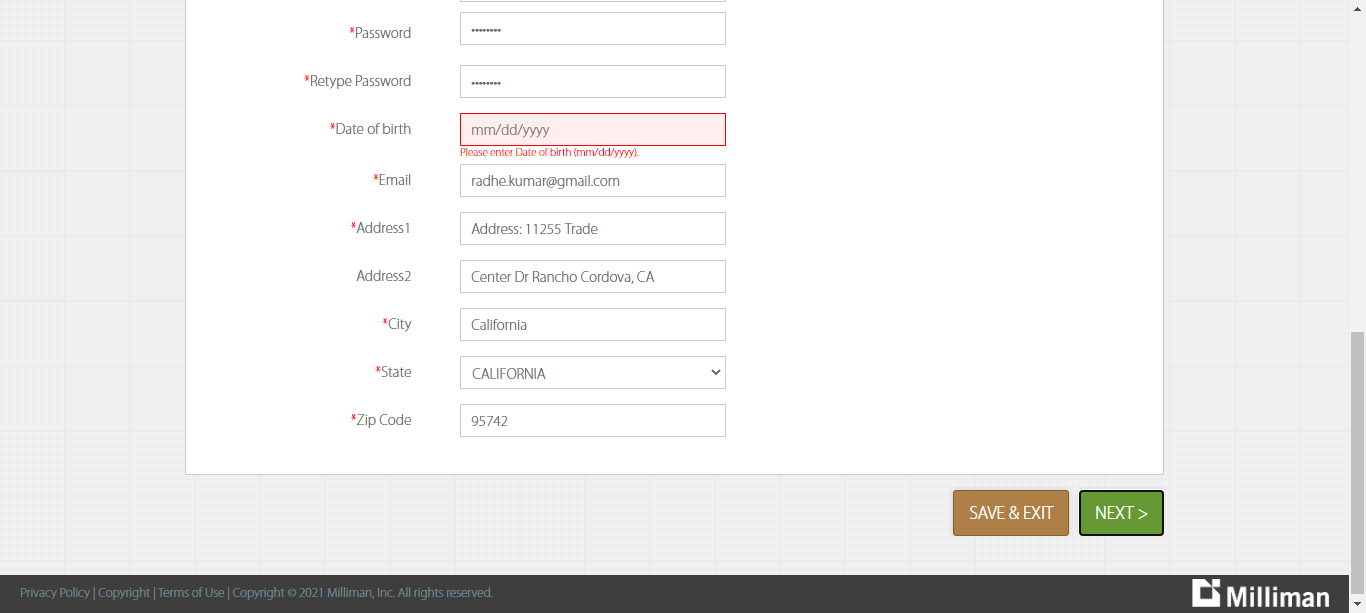 *Password
••••••••
*Retype Password
••••••••
*Date of birth
mm/dd/yyyy
Please enter Date of birth (mm/dd/yyyy).
*Email
radhe.kumar@gmail.com
*Address1
Address: 11255 Trade
Address2
Center Dr Rancho Cordova, CA
*City
California
*State
CALIFORNIA
*Zip Code
95742
SAVE & EXIT
NEXT >
Privacy Policy | Copyright | Terms of Use | Copyright © 2021 Milliman, Inc. All rights reserved.
Milliman